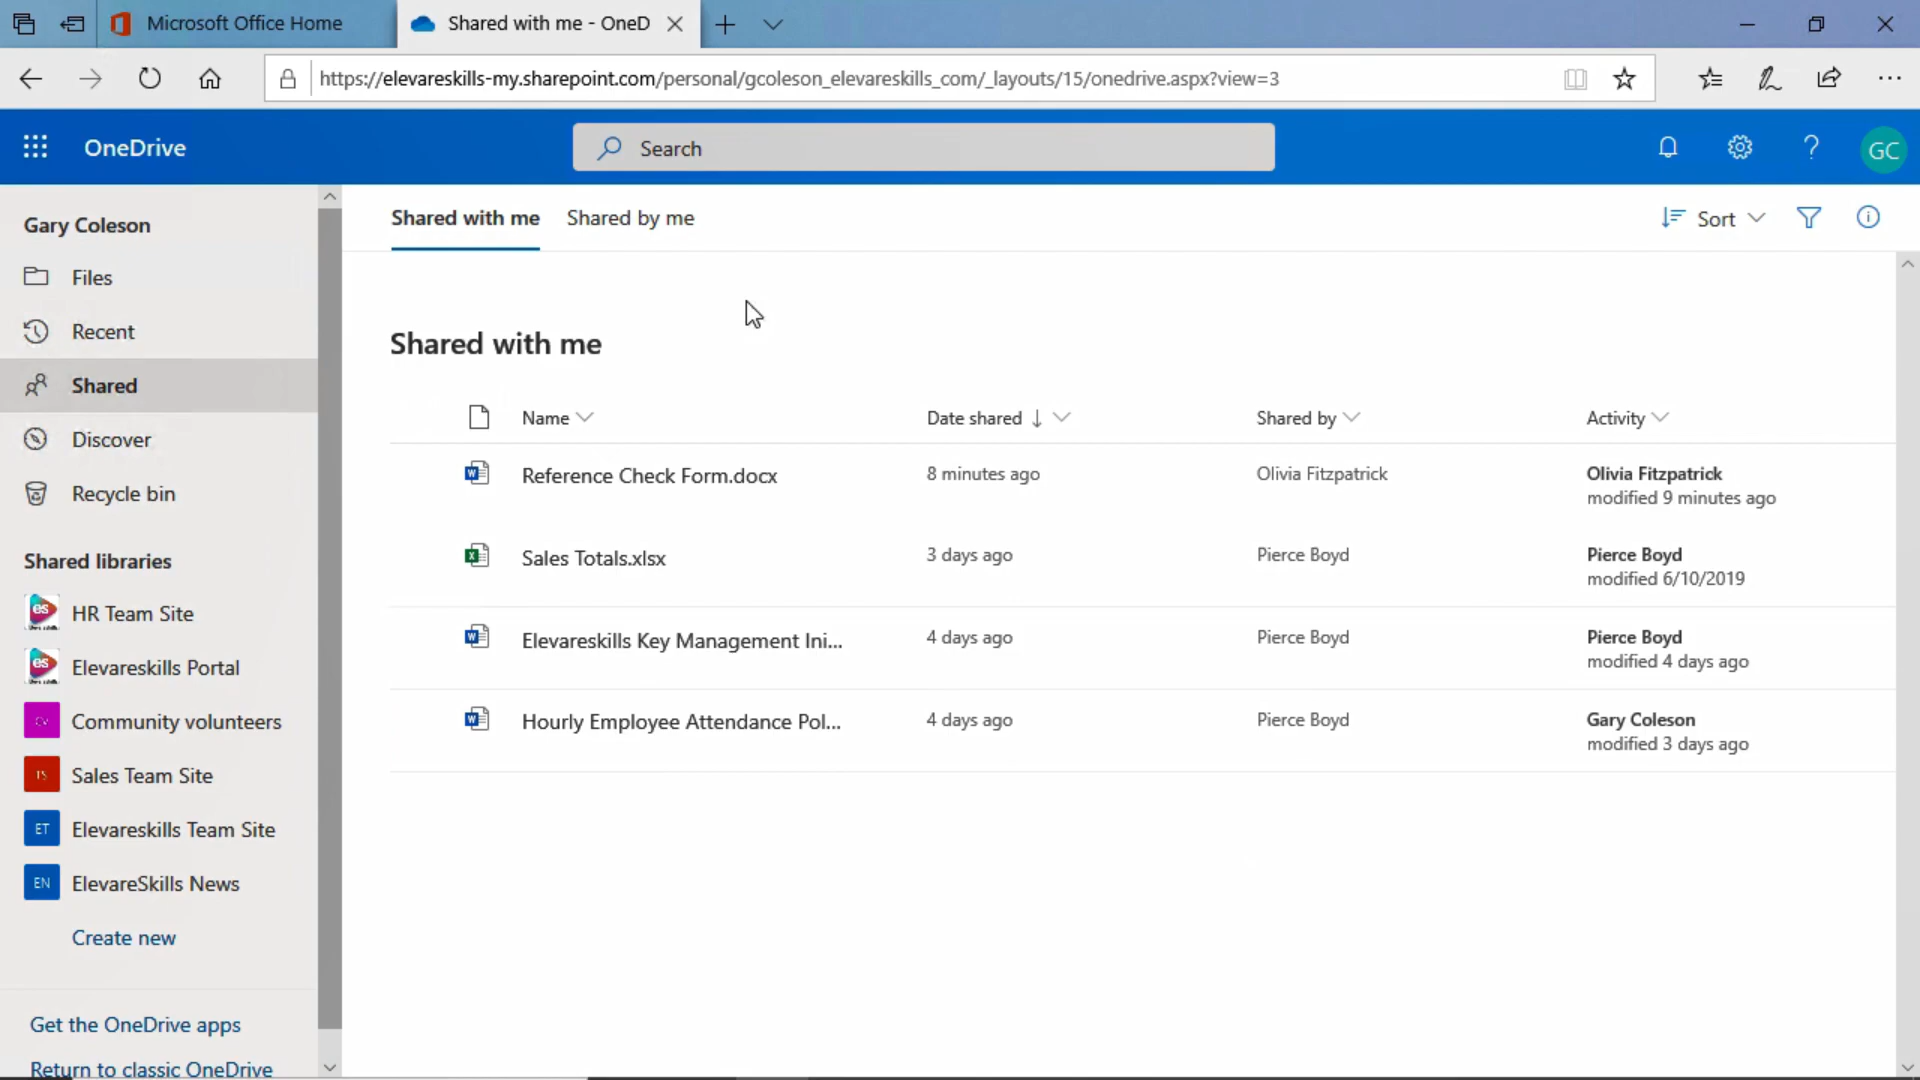 Microsoft Office Home
Shared with me - OneD
https://elevareskills-my.sharepoint.com/personal/gcoleson_elevareskills_com/_layouts/15/onedrive.aspx?view=3
OneDrive
Search
GC
Gary Coleson
Files
Recent
Shared
Discover
Recycle bin
Shared libraries
es HR Team Site
es Elevareskills Portal
CV Community volunteers
TS Sales Team Site
ET Elevareskills Team Site
EN ElevareSkills News
Create new
Get the OneDrive apps
Return to classic OneDrive
Shared with me Shared by me
Sort
Shared with me
Name Date shared Shared by Activity
Reference Check Form.docx 8 minutes ago Olivia Fitzpatrick Olivia Fitzpatrick
modified 9 minutes ago
Sales Totals.xlsx 3 days ago Pierce Boyd Pierce Boyd
modified 6/10/2019
Elevareskills Key Management Ini... 4 days ago Pierce Boyd Pierce Boyd
modified 4 days ago
Hourly Employee Attendance Pol... 4 days ago Pierce Boyd Gary Coleson
modified 3 days ago